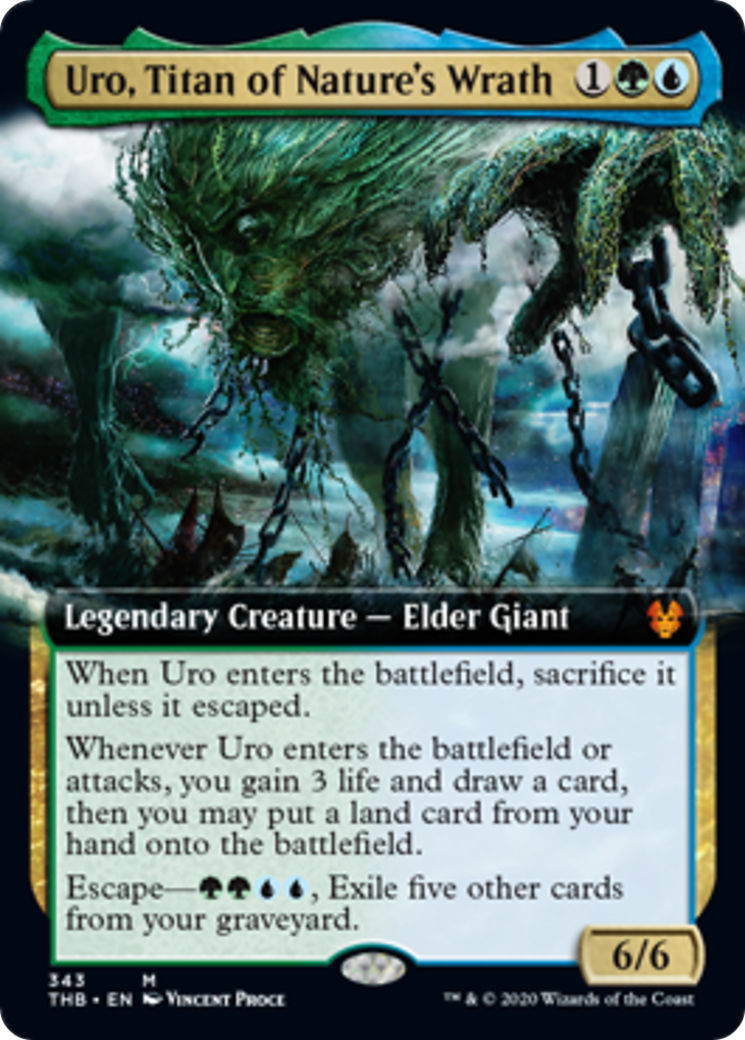 Uro, Titan of Nature's Wrath 1
Legendary Creature — Elder Giant
When Uro enters the battlefield, sacrifice it
unless it escaped.
Whenever Uro enters the battlefield or
attacks, you gain 3 life and draw a card,
then you may put a land card from your
hand onto the battlefield.
Escape—, Exile five other cards
from your graveyard.
6/6
343 M
THB • EN Vincent Proce
™ & © 2020 Wizards of the Coast